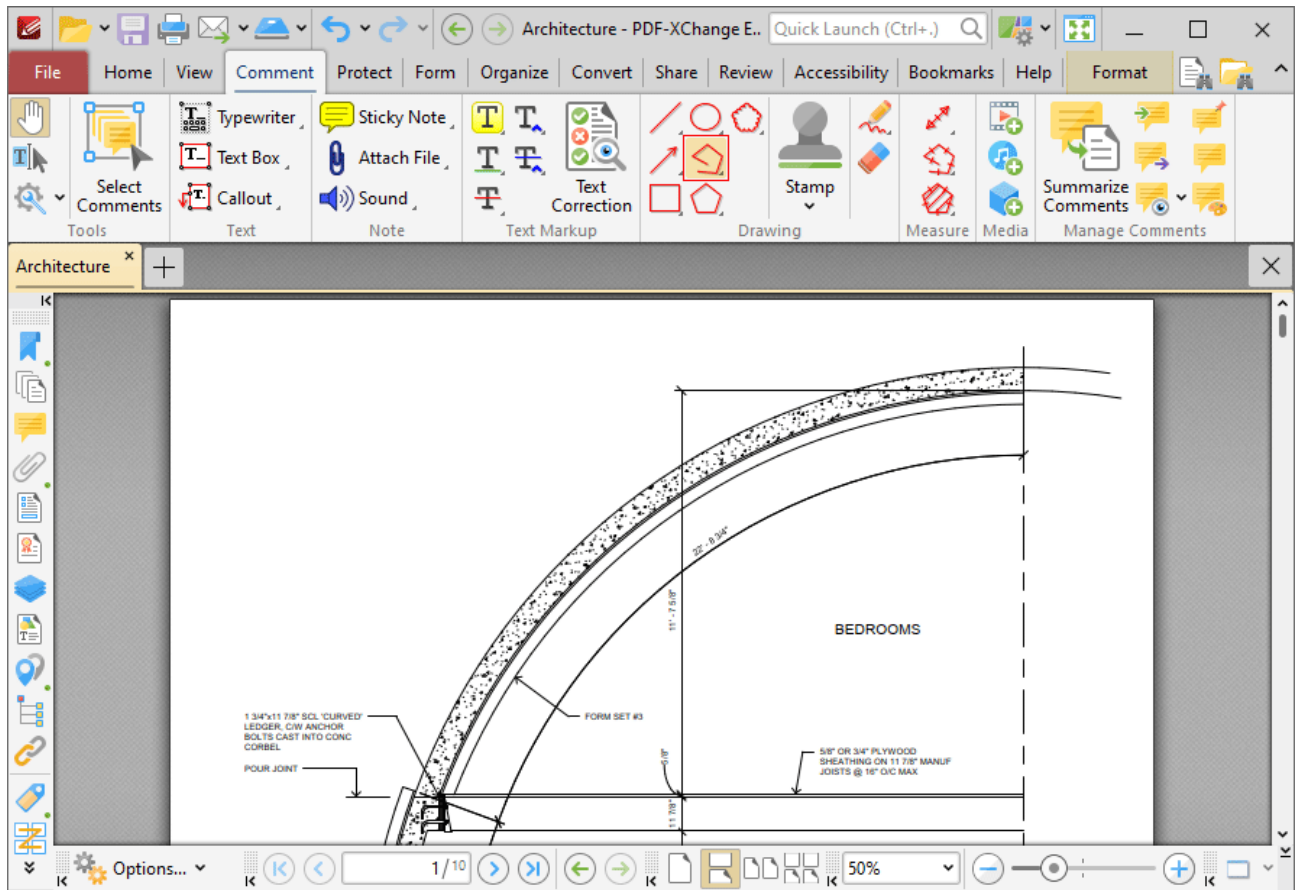 Architecture - PDF-XChange E.. Quick Launch (Ctrl+.)
File Home View Comment Protect Form Organize Convert Share Review Accessibility Bookmarks Help Format
Select
Comments
Tools
Typewriter
Text Box
Callout
Text
Sticky Note
Attach File
Sound
Note
Text
Correction
Text Markup
Drawing
Stamp
Measure
Media
Summarize
Comments
Manage Comments
Architecture
22' - 8 3/4"
11' - 7 5/8"
BEDROOMS
1 3/4"x11 7/8" SCL 'CURVED'
LEDGER, C/W ANCHOR
BOLTS CAST INTO CONC
CORBEL
FORM SET #3
POUR JOINT
5/8"
5/8" OR 3/4" PLYWOOD
SHEATHING ON 11 7/8" MANUF
JOISTS @ 16" O/C MAX
11 7/8"
Options... 1/10 50%